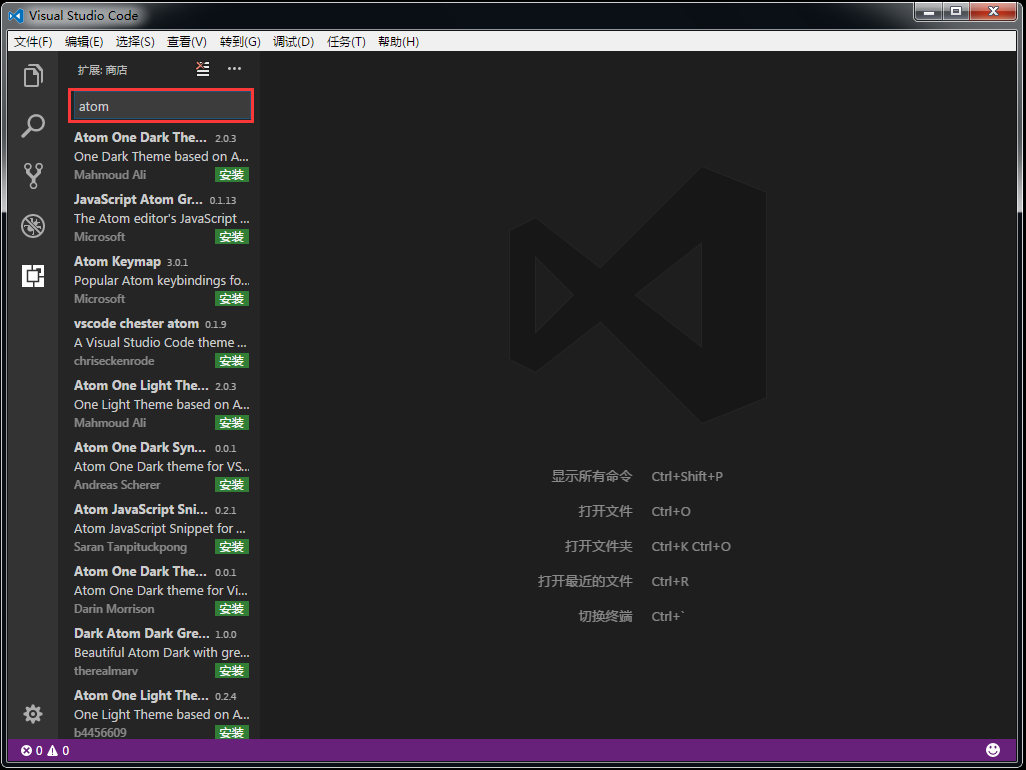 Visual Studio Code
文件(F) 编辑(E) 选择(S) 查看(V) 转到(G) 调试(D) 任务(T) 帮助(H)
扩展: 商店
atom
Atom One Dark The... 2.0.3
One Dark Theme based on A...
Mahmoud Ali 安装
JavaScript Atom Gr... 0.1.13
The Atom editor's JavaScript ...
Microsoft 安装
Atom Keymap 3.0.1
Popular Atom keybindings fo...
Microsoft 安装
vscode chester atom 0.1.9
A Visual Studio Code theme ...
chriseckenrode 安装
Atom One Light The... 2.0.3
One Light Theme based on A...
Mahmoud Ali 安装
Atom One Dark Syn... 0.0.1
Atom One Dark theme for VS...
Andreas Scherer 安装
Atom JavaScript Sni... 0.2.1
Atom JavaScript Snippet for ...
Saran Tanpituckpong 安装
Atom One Dark The... 0.0.1
Atom One Dark theme for Vi...
Darin Morrison 安装
Dark Atom Dark Gre... 1.0.0
Beautiful Atom Dark with gre...
therealmarv 安装
Atom One Light The... 0.2.4
One Light Theme based on A...
b4456609 安装
显示所有命令 Ctrl+Shift+P
打开文件 Ctrl+O
打开文件夹 Ctrl+K Ctrl+O
打开最近的文件 Ctrl+R
切换终端 Ctrl+`
0 0